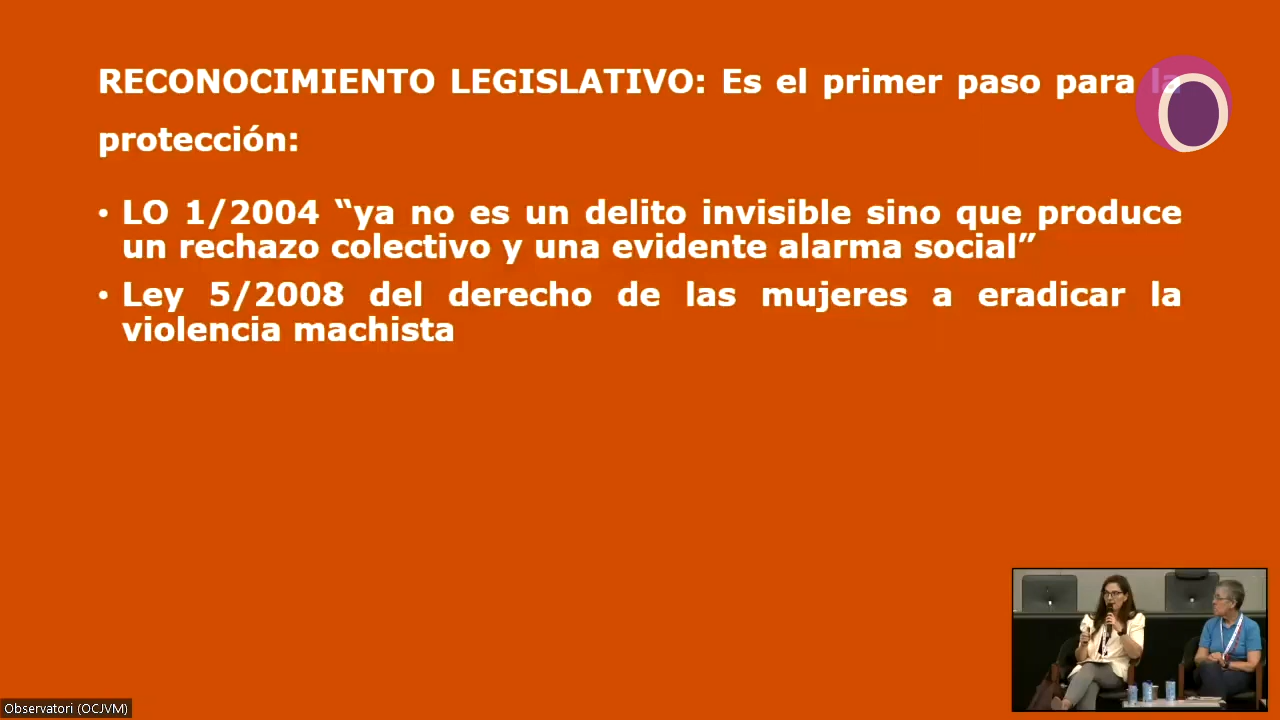 RECONOCIMIENTO LEGISLATIVO: Es el primer paso para la
protección:
• LO 1/2004 “ya no es un delito invisible sino que produce
un rechazo colectivo y una evidente alarma social”
• Ley 5/2008 del derecho de las mujeres a eradicar la
violencia machista
Observatori (OCJVM)